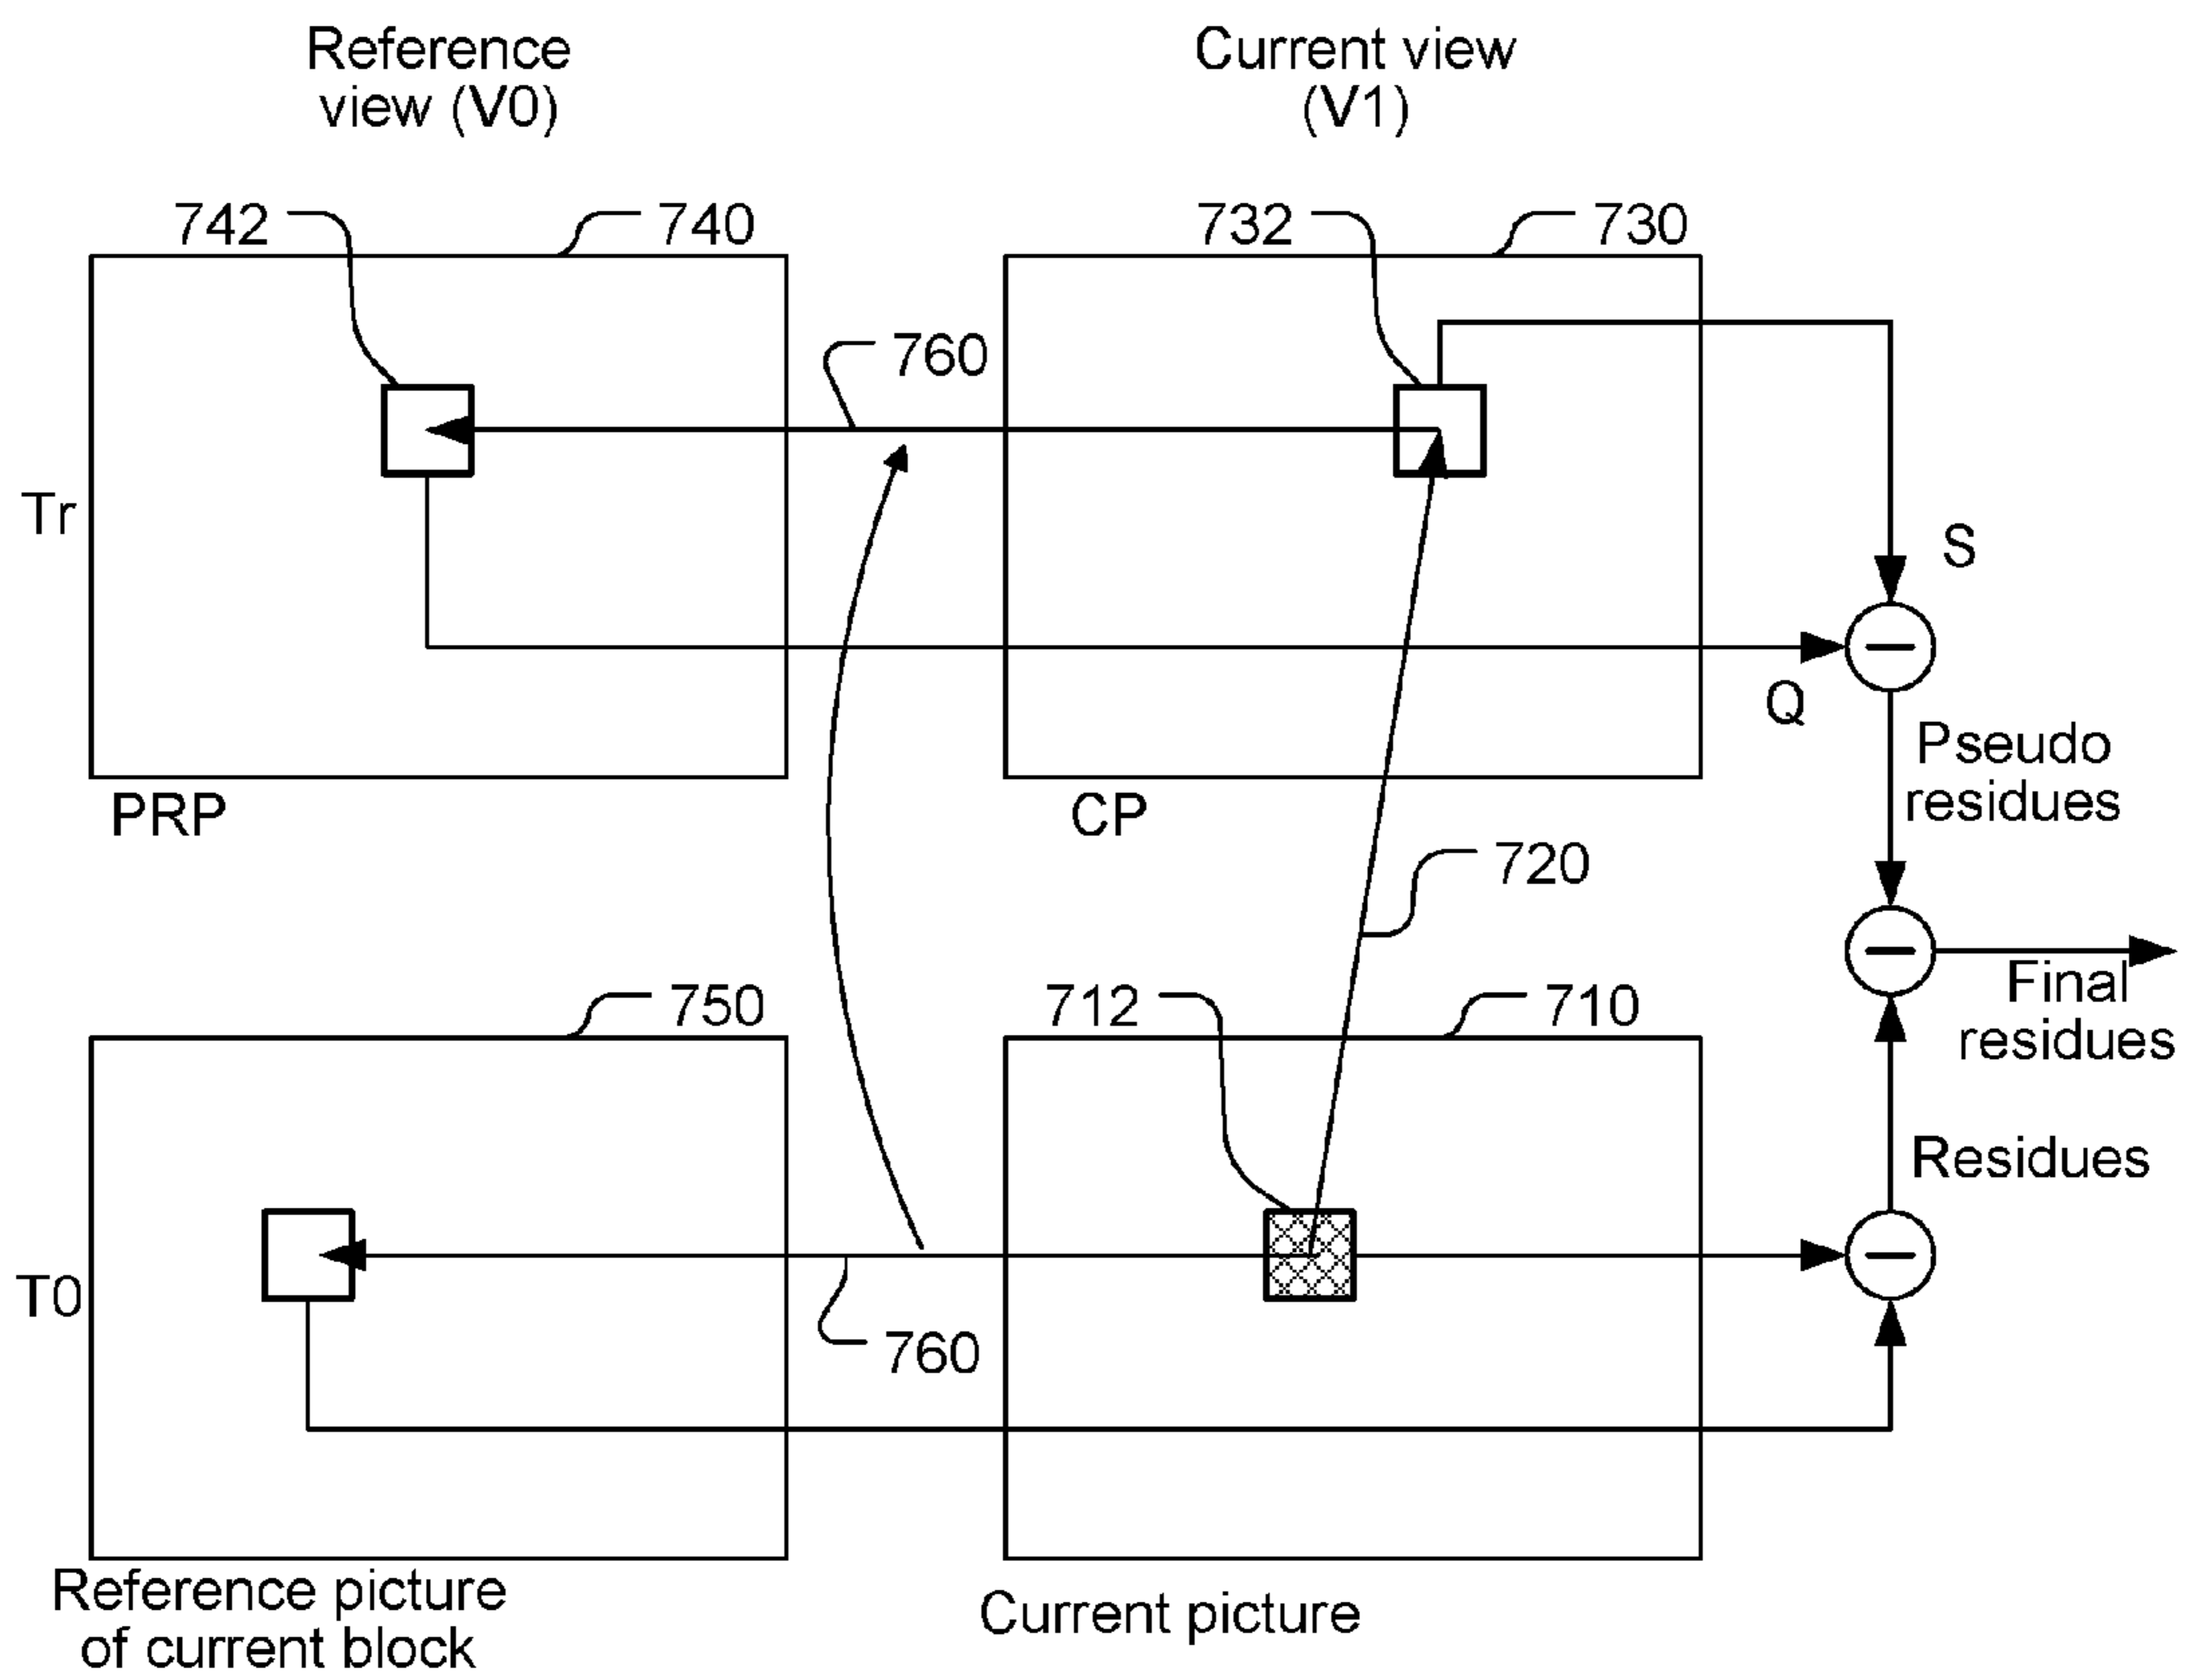 Reference
view (V0)
Current view
(V1)
742
740
732
730
760
Tr
S
Q
Pseudo
residues
PRP
CP
720
750
712
710
Final
residues
Residues
T0
760
Reference picture
of current block
Current picture